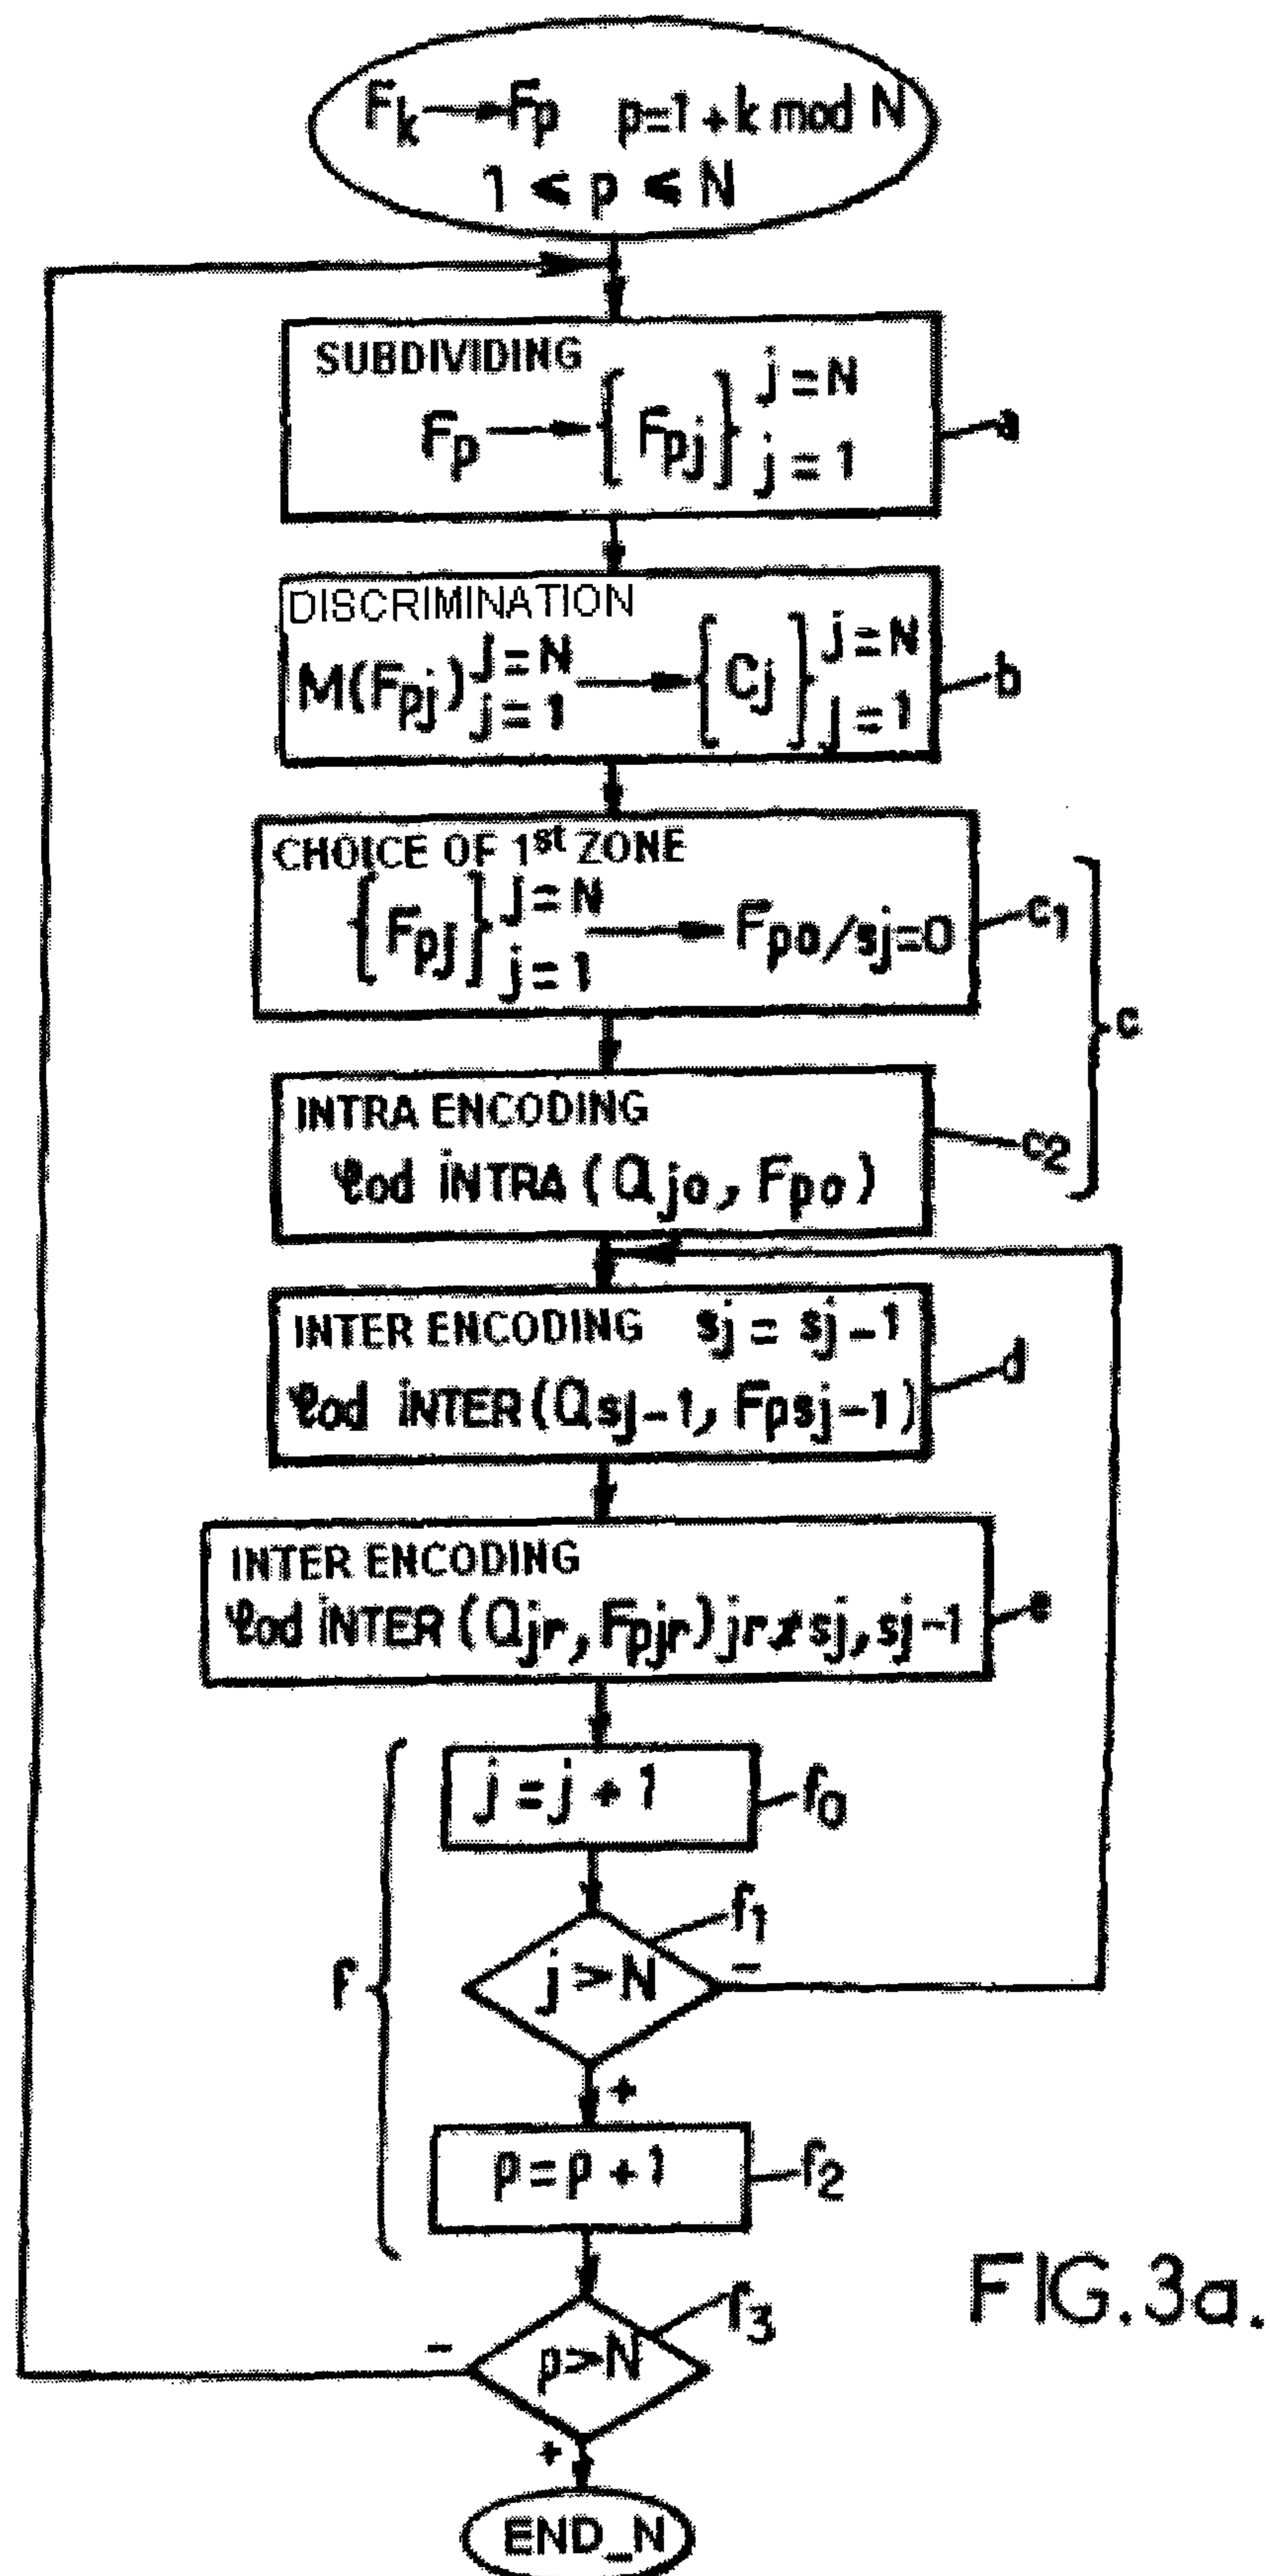 Fk → Fp p=1+k mod N
1 ≤ p ≤ N
SUBDIVIDING
Fp → {Fpj} j=N j=1
a
DISCRIMINATION
M(Fpj) j=N j=1 → {Cj} j=N j=1
b
CHOICE OF 1st ZONE
{Fpj} j=N j=1 → Fpo/sj=0
c1
c
INTRA ENCODING
Cod INTRA (Qjo, Fpo)
c2
INTER ENCODING sj = sj-1
Cod INTER (Qsj-1, Fpsj-1)
d
INTER ENCODING
Cod INTER (Qjr, Fpjr) jr≠sj, sj-1
e
j=j+1
f0
f1
j>N
-
f
+
p=p+1
f2
FIG.3a.
f3
-
p>N
+
END_N